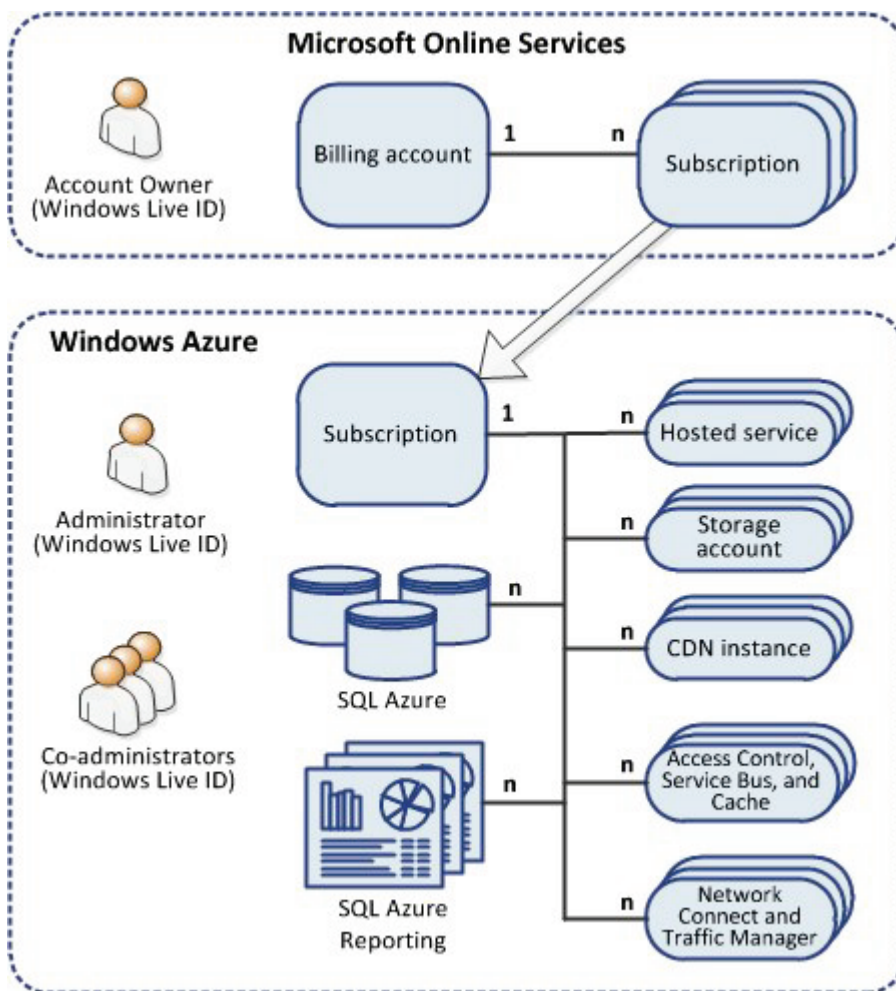 Microsoft Online Services
Account Owner
(Windows Live ID)
Billing account
1
n
Subscription
Windows Azure
Administrator
(Windows Live ID)
Co-administrators
(Windows Live ID)
Subscription
1
n
Hosted service
n
Storage
account
n
SQL Azure
n
CDN instance
n
SQL Azure
Reporting
n
Access Control,
Service Bus, and
Cache
n
Network
Connect and
Traffic Manager